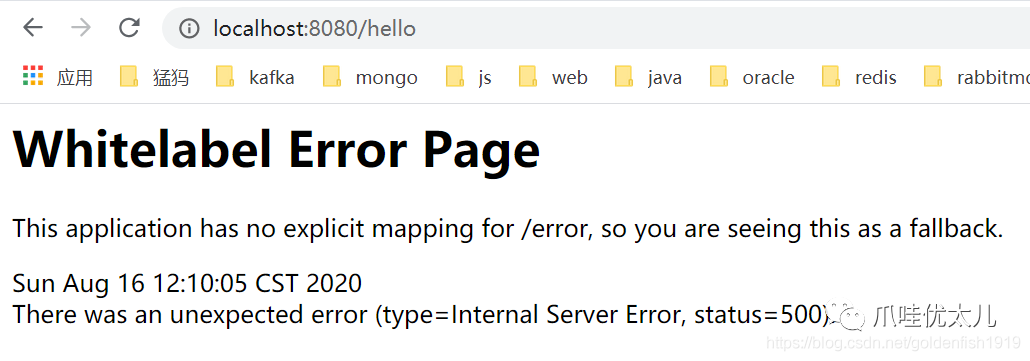 localhost:8080/hello
应用 猛犸 kafka mongo js web java oracle redis rabbitmq
Whitelabel Error Page
This application has no explicit mapping for /error, so you are seeing this as a fallback.
Sun Aug 16 12:10:05 CST 2020
There was an unexpected error (type=Internal Server Error, status=500).
爪哇优太儿
https://blog.csdn.net/goldenfish1919